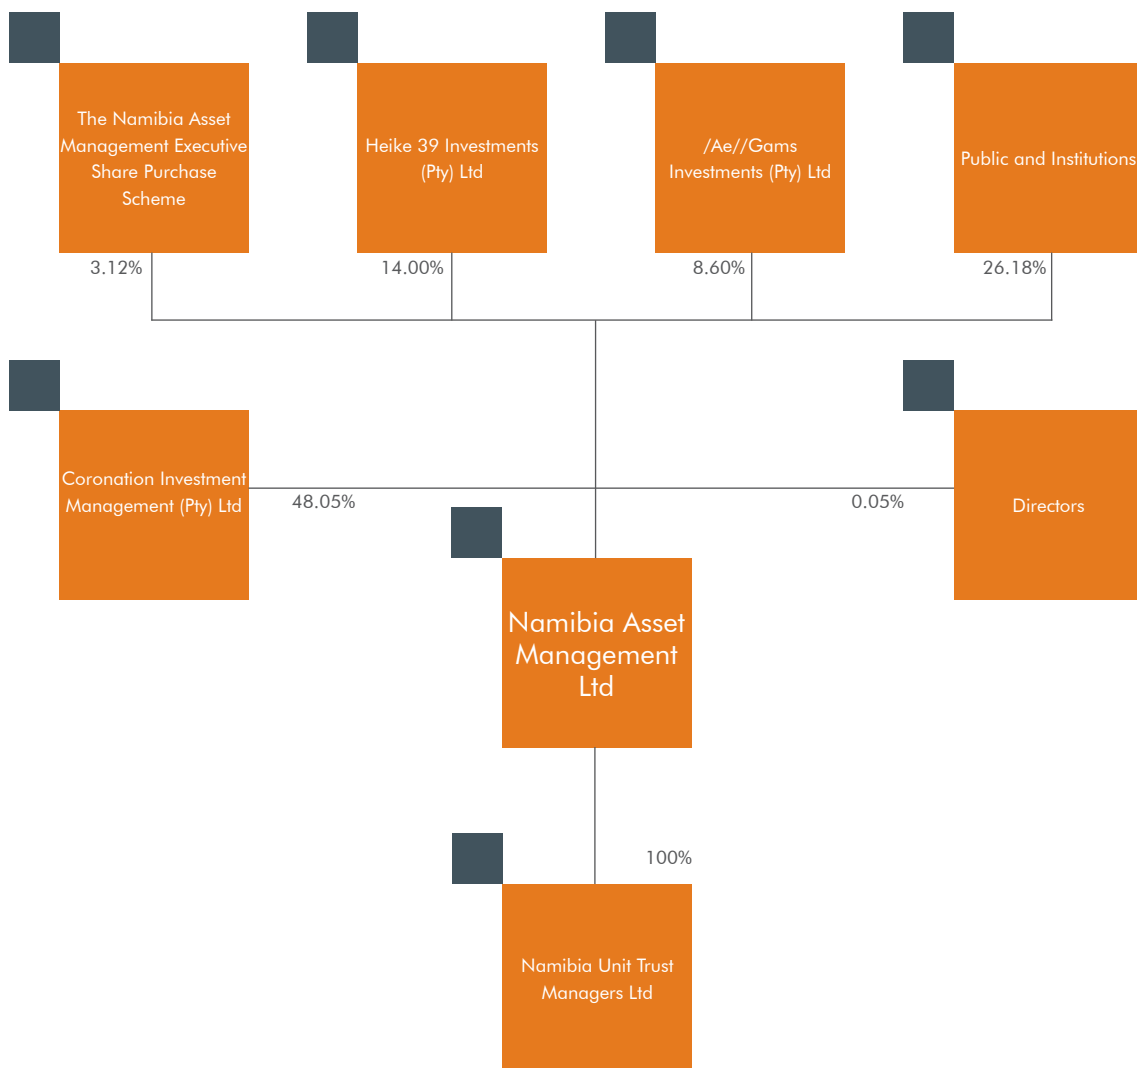 The Namibia Asset
Management Executive
Share Purchase
Scheme
Heike 39 Investments
(Pty) Ltd
/Ae//Gams
Investments (Pty) Ltd
Public and Institutions
3.12%
14.00%
8.60%
26.18%
Coronation Investment
Management (Pty) Ltd
48.05%
0.05%
Directors
Namibia Asset
Management
Ltd
100%
Namibia Unit Trust
Managers Ltd